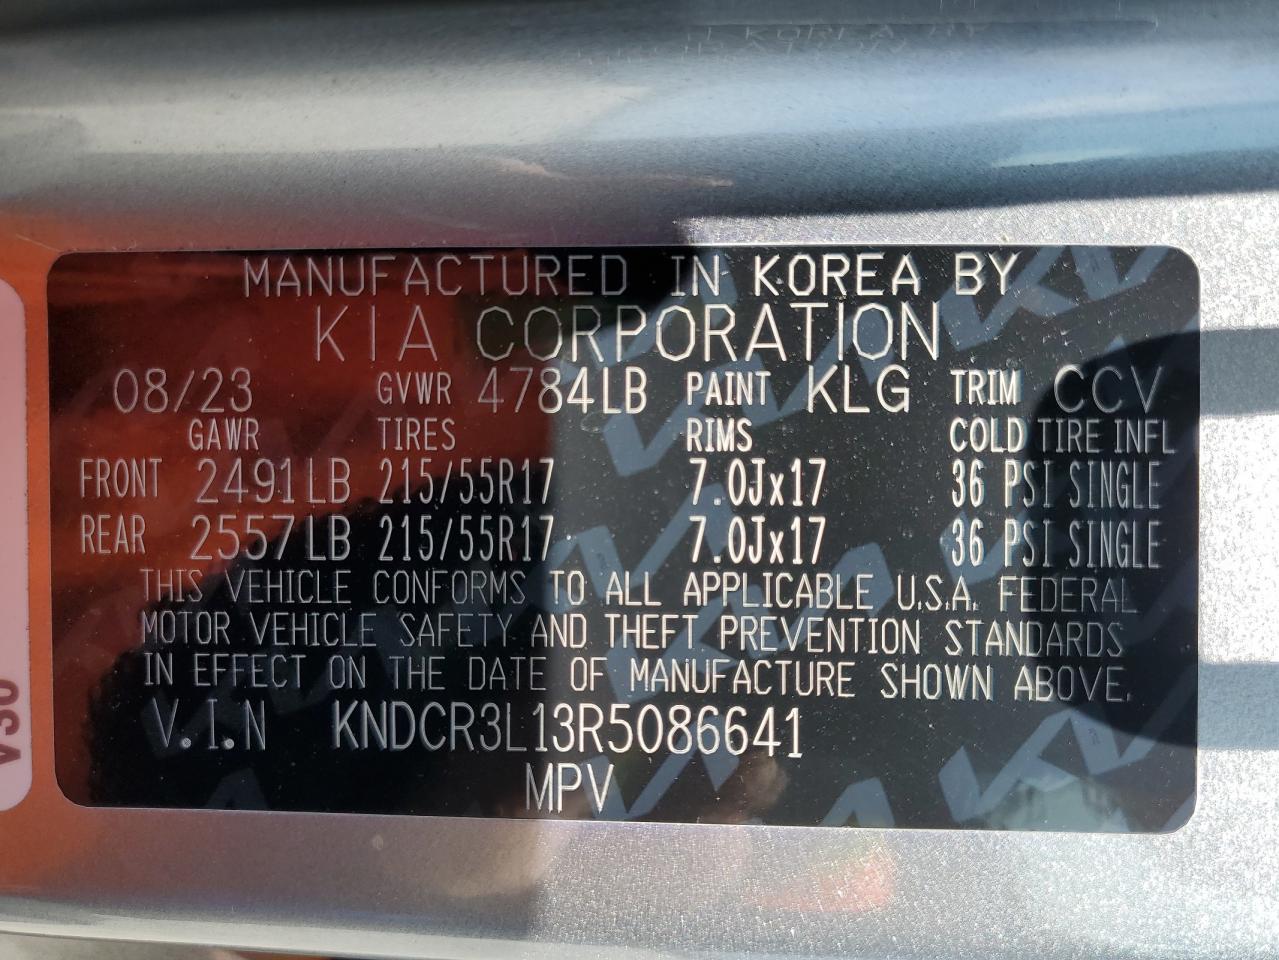 MANUFACTURED IN KOREA BY
KIA CORPORATION
08/23 GVWR 4784LB PAINT KLG TRIM CCV
GAWR TIRES RIMS COLD TIRE INFL
FRONT 2491LB 215/55R17 7.0Jx17 36 PSI SINGLE
REAR 2557LB 215/55R17 7.0Jx17 36 PSI SINGLE
THIS VEHICLE CONFORMS TO ALL APPLICABLE U.S.A. FEDERAL
MOTOR VEHICLE SAFETY AND THEFT PREVENTION STANDARDS
IN EFFECT ON THE DATE OF MANUFACTURE SHOWN ABOVE.
V.I.N KNDCR3L13R5086641
MPV